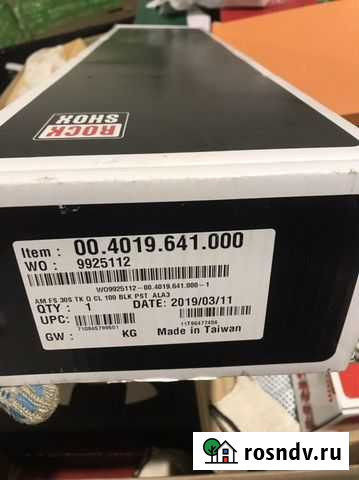 ROCK
SHOX
Item : 00.4019.641.000
WO : 9925112
WO9925112-00.4019.641.000-1
AM FS 30S TK Q CL 100 BLK PST ALA3
QTY : 1 DATE: 2019/03/11
UPC:
GW : KG Made in Taiwan
rosndv.ru